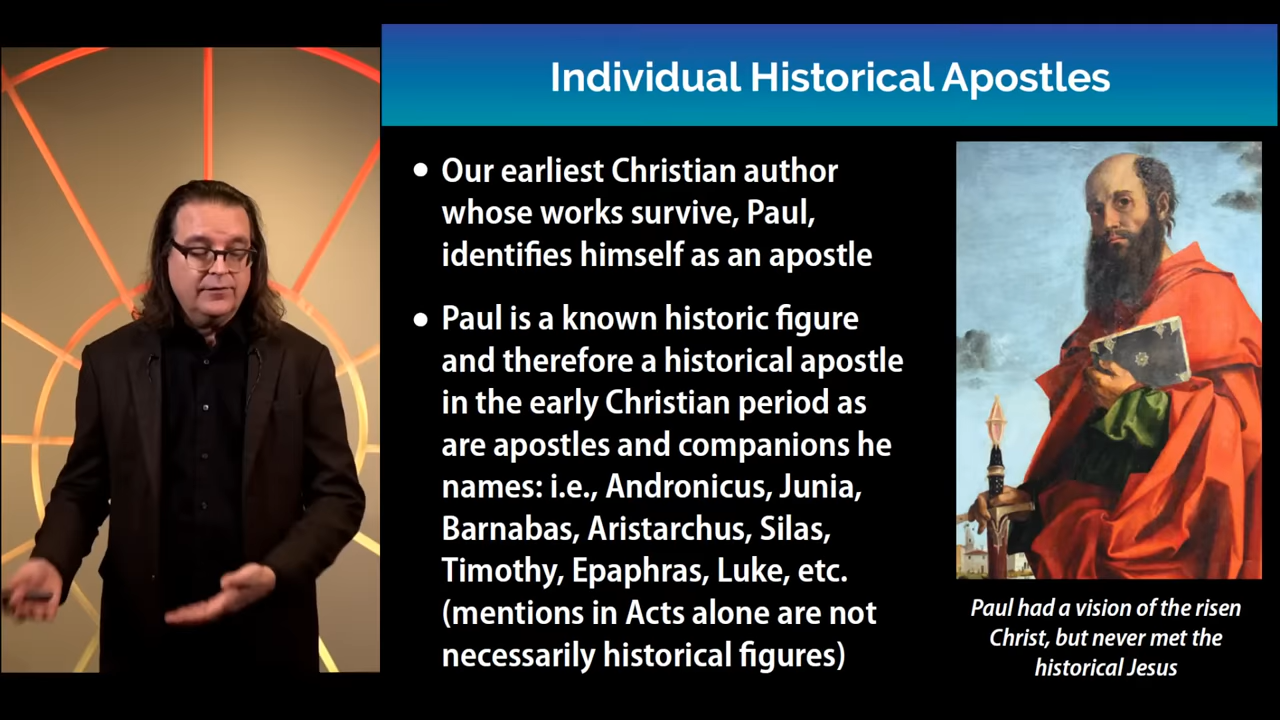 Individual Historical Apostles
• Our earliest Christian author
whose works survive, Paul,
identifies himself as an apostle
• Paul is a known historic figure
and therefore a historical apostle
in the early Christian period as
are apostles and companions he
names: i.e., Andronicus, Junia,
Barnabas, Aristarchus, Silas,
Timothy, Epaphras, Luke, etc.
(mentions in Acts alone are not
necessarily historical figures)
Paul had a vision of the risen
Christ, but never met the
historical Jesus